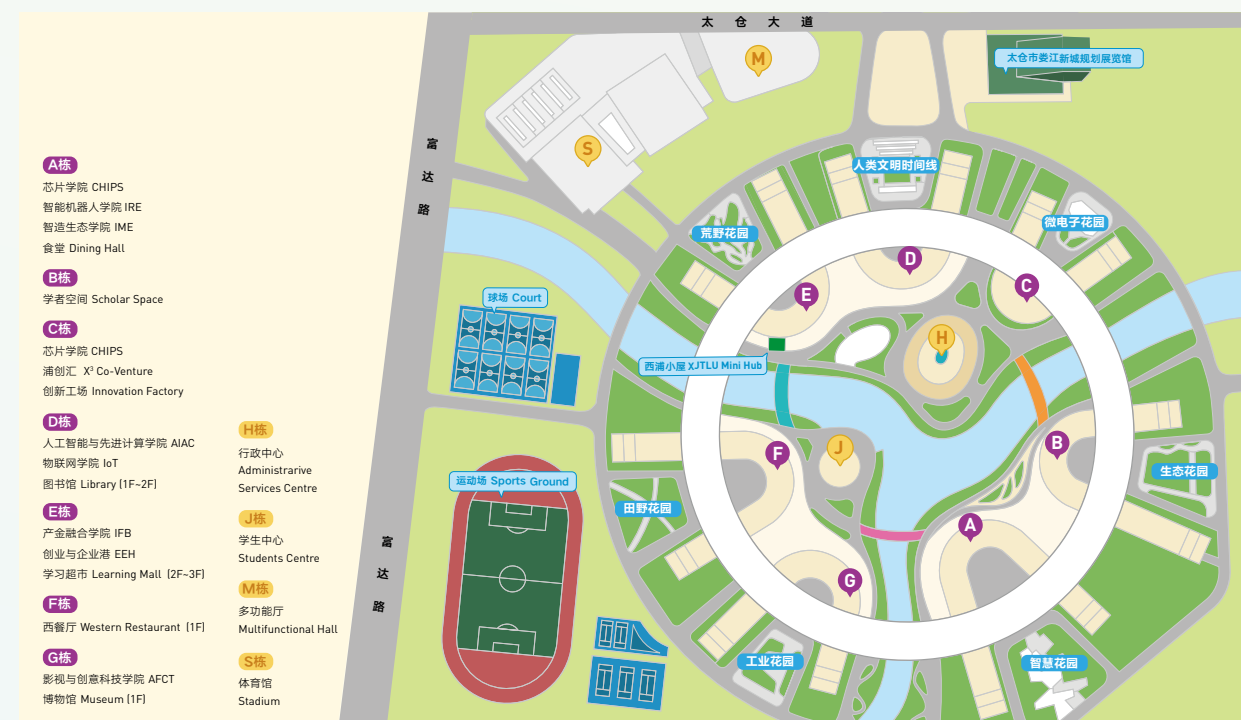 A栋
芯片学院 CHIPS
智能机器人学院 IRE
智造生态学院 IME
食堂 Dining Hall
B栋
学者空间 Scholar Space
C栋
芯片学院 CHIPS
浦创汇 X³ Co-Venture
创新工场 Innovation Factory
D栋
人工智能与先进计算学院 AIAC
物联网学院 IoT
图书馆 Library (1F~2F)
E栋
产金融合学院 IFB
创业与企业港 EEH
学习超市 Learning Mall (2F~3F)
F栋
西餐厅 Western Restaurant (1F)
G栋
影视与创意科技学院 AFCT
博物馆 Museum (1F)
H栋
行政中心
Administrarive
Services Centre
J栋
学生中心
Students Centre
M栋
多功能厅
Multifunctional Hall
S栋
体育馆
Stadium
太仓大道
富达路
富达路
M
S
太仓市娄江新城规划展览馆
人类文明时间线
荒野花园
微电子花园
D
E
C
球场 Court
H
西浦小屋 XJTLU Mini Hub
F
J
B
运动场 Sports Ground
田野花园
生态花园
A
G
工业花园
智慧花园